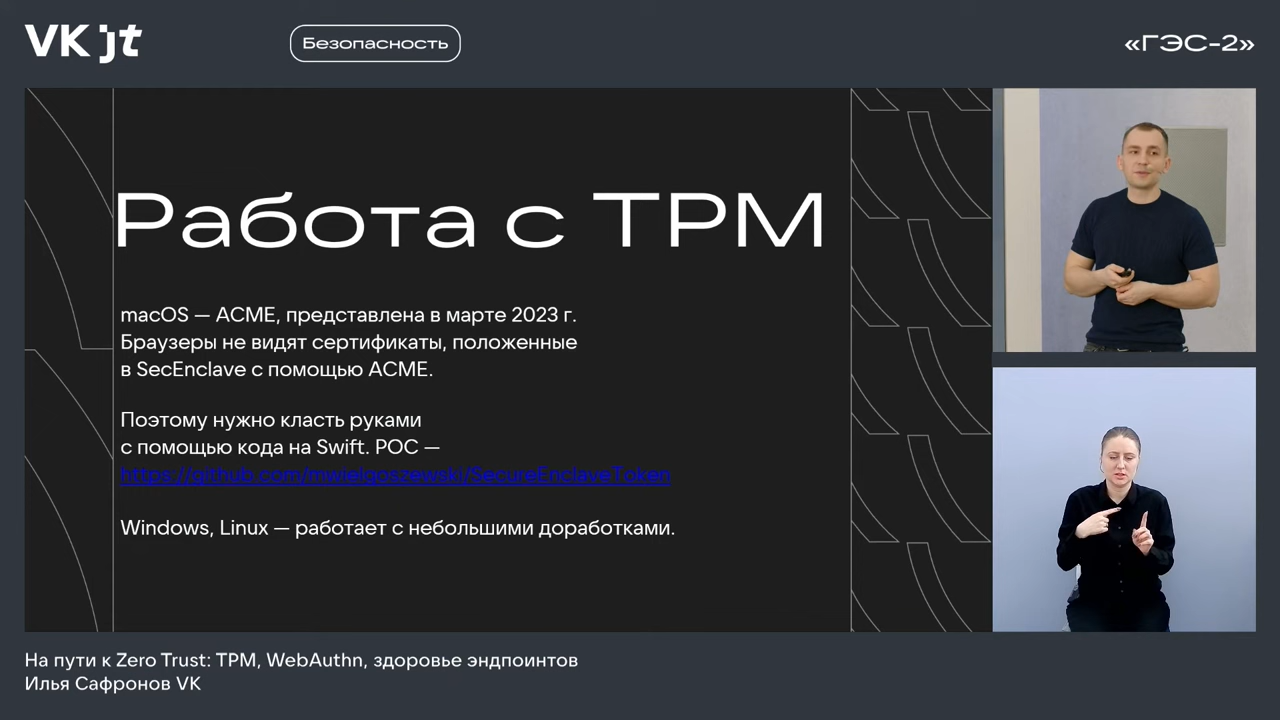 VK jt
Безопасность
«ГЭС-2»
Работа с TPM
macOS — ACME, представлена в марте 2023 г.
Браузеры не видят сертификаты, положенные
в SecEnclave с помощью ACME.
Поэтому нужно класть руками
с помощью кода на Swift. POC —
https://github.com/mwielgoszewski/SecureEnclaveToken
Windows, Linux — работает с небольшими доработками.
На пути к Zero Trust: TPM, WebAuthn, здоровье эндпоинтов
Илья Сафронов VK